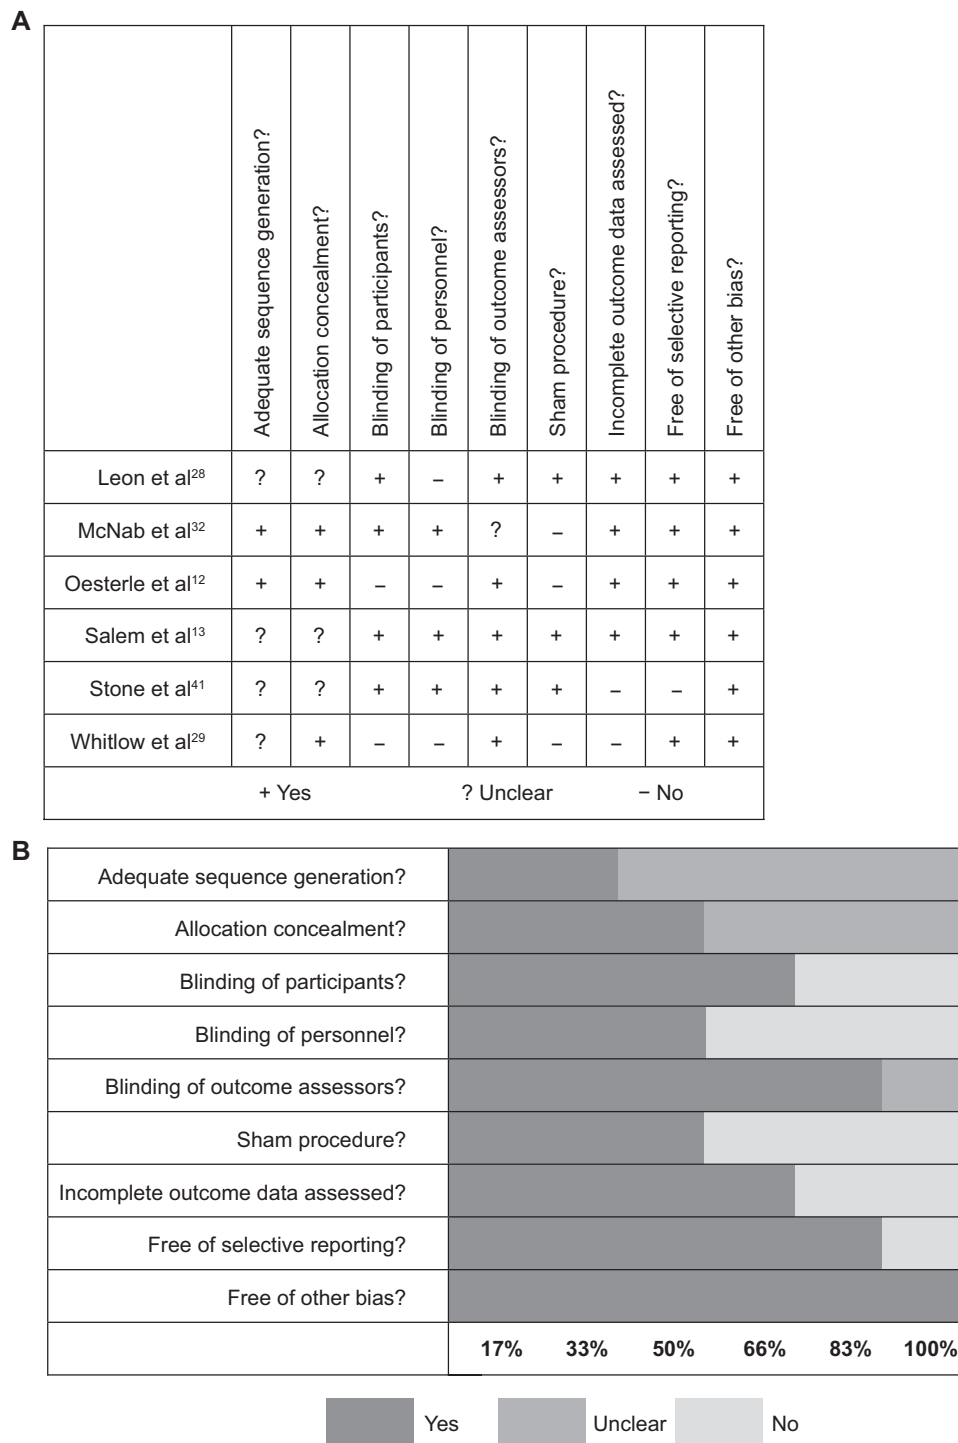 A
Adequate sequence generation?
Allocation concealment?
Blinding of participants?
Blinding of personnel?
Blinding of outcome assessors?
Sham procedure?
Incomplete outcome data assessed?
Free of selective reporting?
Free of other bias?
Leon et al28 ? ? + – + + + + +
McNab et al32 + + + + ? – + + +
Oesterle et al12 + + – – + – + + +
Salem et al13 ? ? + + + + + + +
Stone et al41 ? ? + + + + – – +
Whitlow et al29 ? + – – + – – + +
+ Yes ? Unclear – No
B
Adequate sequence generation?
Allocation concealment?
Blinding of participants?
Blinding of personnel?
Blinding of outcome assessors?
Sham procedure?
Incomplete outcome data assessed?
Free of selective reporting?
Free of other bias?
17% 33% 50% 66% 83% 100%
Yes Unclear No